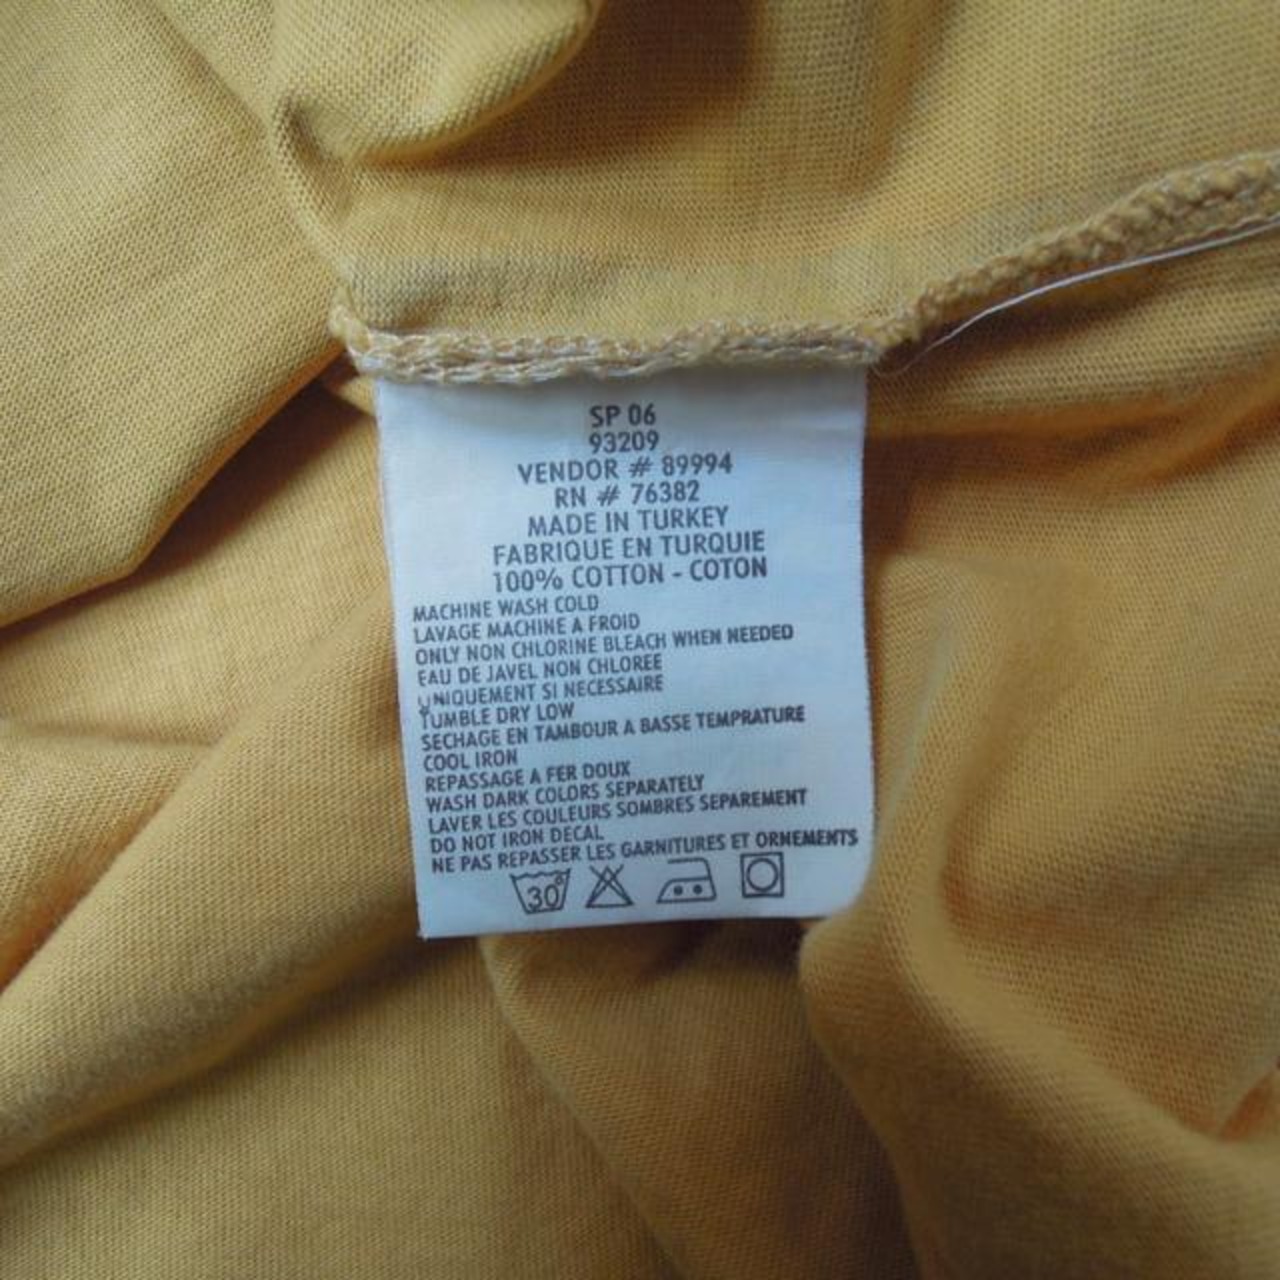 SP 06
93209
VENDOR # 89994
RN # 76382
MADE IN TURKEY
FABRIQUE EN TURQUIE
100% COTTON - COTON
MACHINE WASH COLD
LAVAGE MACHINE A FROID
ONLY NON CHLORINE BLEACH WHEN NEEDED
EAU DE JAVEL NON CHLOREE
UNIQUEMENT SI NECESSAIRE
TUMBLE DRY LOW
SECHAGE EN TAMBOUR A BASSE TEMPRATURE
COOL IRON
REPASSAGE A FER DOUX
WASH DARK COLORS SEPARATELY
LAVER LES COULEURS SOMBRES SEPAREMENT
DO NOT IRON DECAL
NE PAS REPASSER LES GARNITURES ET ORNEMENTS
30°